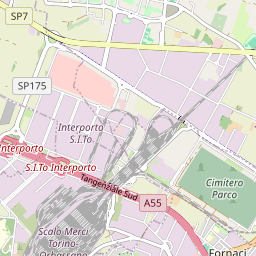 SP7
SP175
Interporto
S.I.To
Interporto
S.I.To Interporto
Tangenziale Sud
A55
Cimitero
Parco
Scalo Merci
Torino-
Orbassano
Fornaci